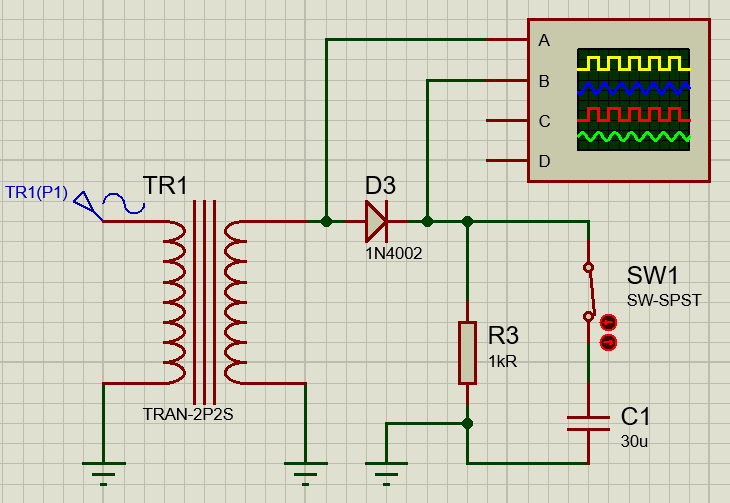 A
B
C
D
TR1(P1)
TR1
TRAN-2P2S
D3
1N4002
R3
1kR
SW1
SW-SPST
C1
30u